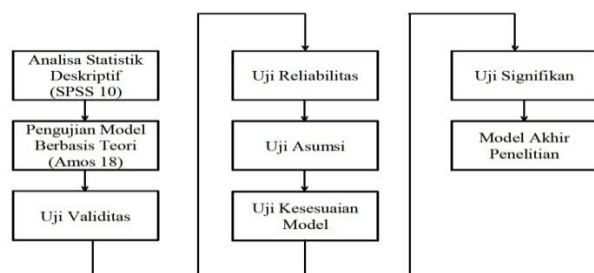 Analisa Statistik
Deskriptif
(SPSS 10)
Pengujian Model
Berbasis Teori
(Amos 18)
Uji Validitas
Uji Reliabilitas
Uji Asumsi
Uji Kesesuaian
Model
Uji Signifikan
Model Akhir
Penelitian